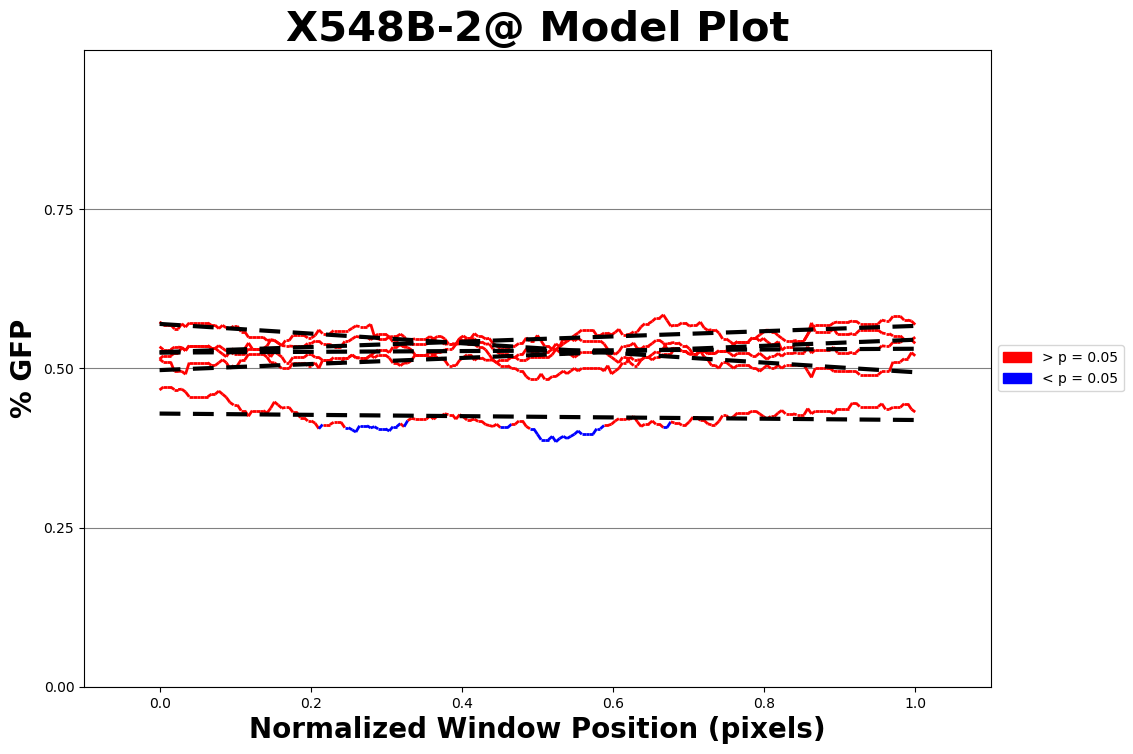 X548B-2@ Model Plot
% GFP
0.75
0.50
0.25
0.00
0.0 0.2 0.4 0.6 0.8 1.0
Normalized Window Position (pixels)
> p = 0.05
< p = 0.05